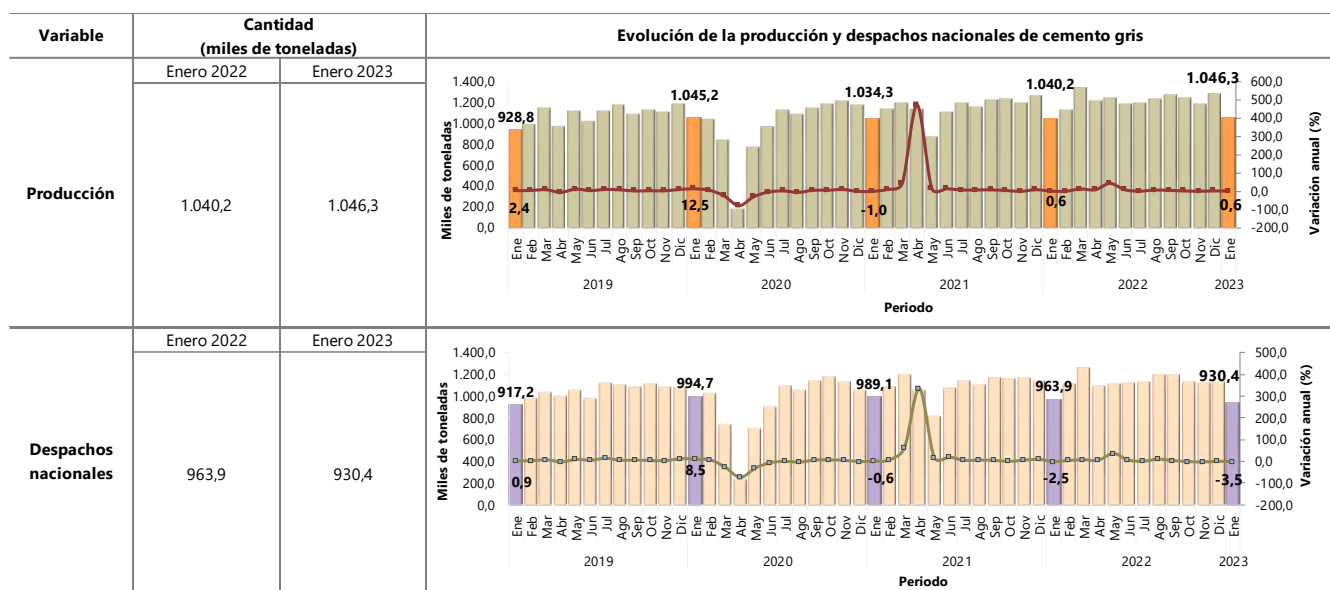 Variable
Cantidad
(miles de toneladas)
Evolución de la producción y despachos nacionales de cemento gris
Producción
Enero 2022
Enero 2023
1.040,2
1.046,3
Miles de toneladas
1.400,0
1.200,0
1.000,0
800,0
600,0
400,0
200,0
0,0
928,8
1.045,2
1.034,3
1.040,2
1.046,3
2,4
12,5
-1,0
0,6
0,6
600,0
500,0
400,0
300,0
200,0
100,0
0,0
-100,0
-200,0
Variación anual (%)
Ene Feb Mar Abr May Jun Jul Ago Sep Oct Nov Dic Ene Feb Mar Abr May Jun Jul Ago Sep Oct Nov Dic Ene Feb Mar Abr May Jun Jul Ago Sep Oct Nov Dic Ene Feb Mar Abr May Jun Jul Ago Sep Oct Nov Dic Ene
2019 2020 2021 2022 2023
Periodo
Despachos
nacionales
Enero 2022
Enero 2023
963,9
930,4
Miles de toneladas
1.400,0
1.200,0
1.000,0
800,0
600,0
400,0
200,0
0,0
917,2
994,7
989,1
963,9
930,4
0,9
8,5
-0,6
-2,5
-3,5
500,0
400,0
300,0
200,0
100,0
0,0
-100,0
-200,0
Variación anual (%)
Ene Feb Mar Abr May Jun Jul Ago Sep Oct Nov Dic Ene Feb Mar Abr May Jun Jul Ago Sep Oct Nov Dic Ene Feb Mar Abr May Jun Jul Ago Sep Oct Nov Dic Ene Feb Mar Abr May Jun Jul Ago Sep Oct Nov Dic Ene
2019 2020 2021 2022 2023
Periodo